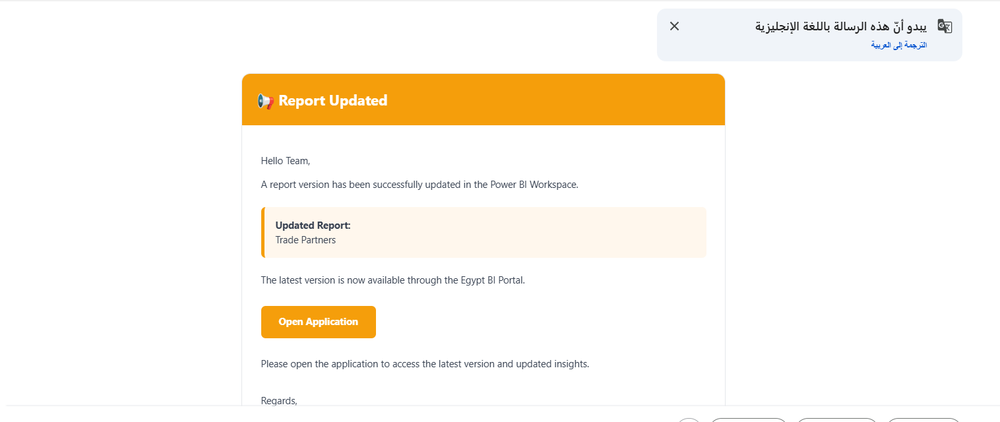 يبدو أنّ هذه الرسالة باللغة الإنجليزية
الترجمة إلى العربية
Report Updated
Hello Team,
A report version has been successfully updated in the Power BI Workspace.
Updated Report:
Trade Partners
The latest version is now available through the Egypt BI Portal.
Open Application
Please open the application to access the latest version and updated insights.
Regards,